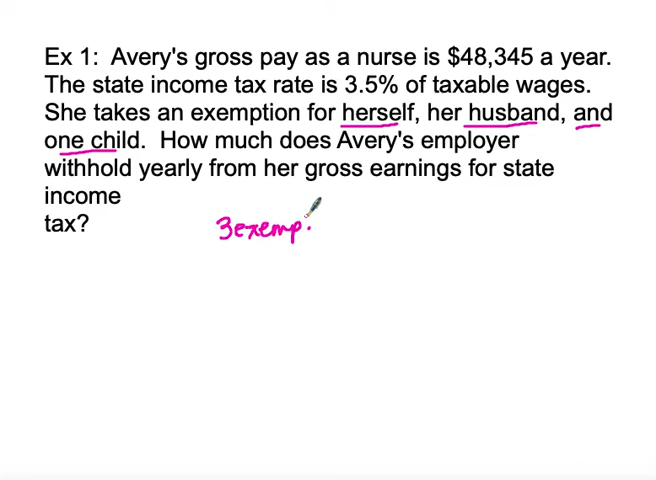 Ex 1: Avery's gross pay as a nurse is $48,345 a year.
The state income tax rate is 3.5% of taxable wages.
She takes an exemption for herself, her husband, and
one child. How much does Avery's employer
withhold yearly from her gross earnings for state
income
tax?
3 exemp.